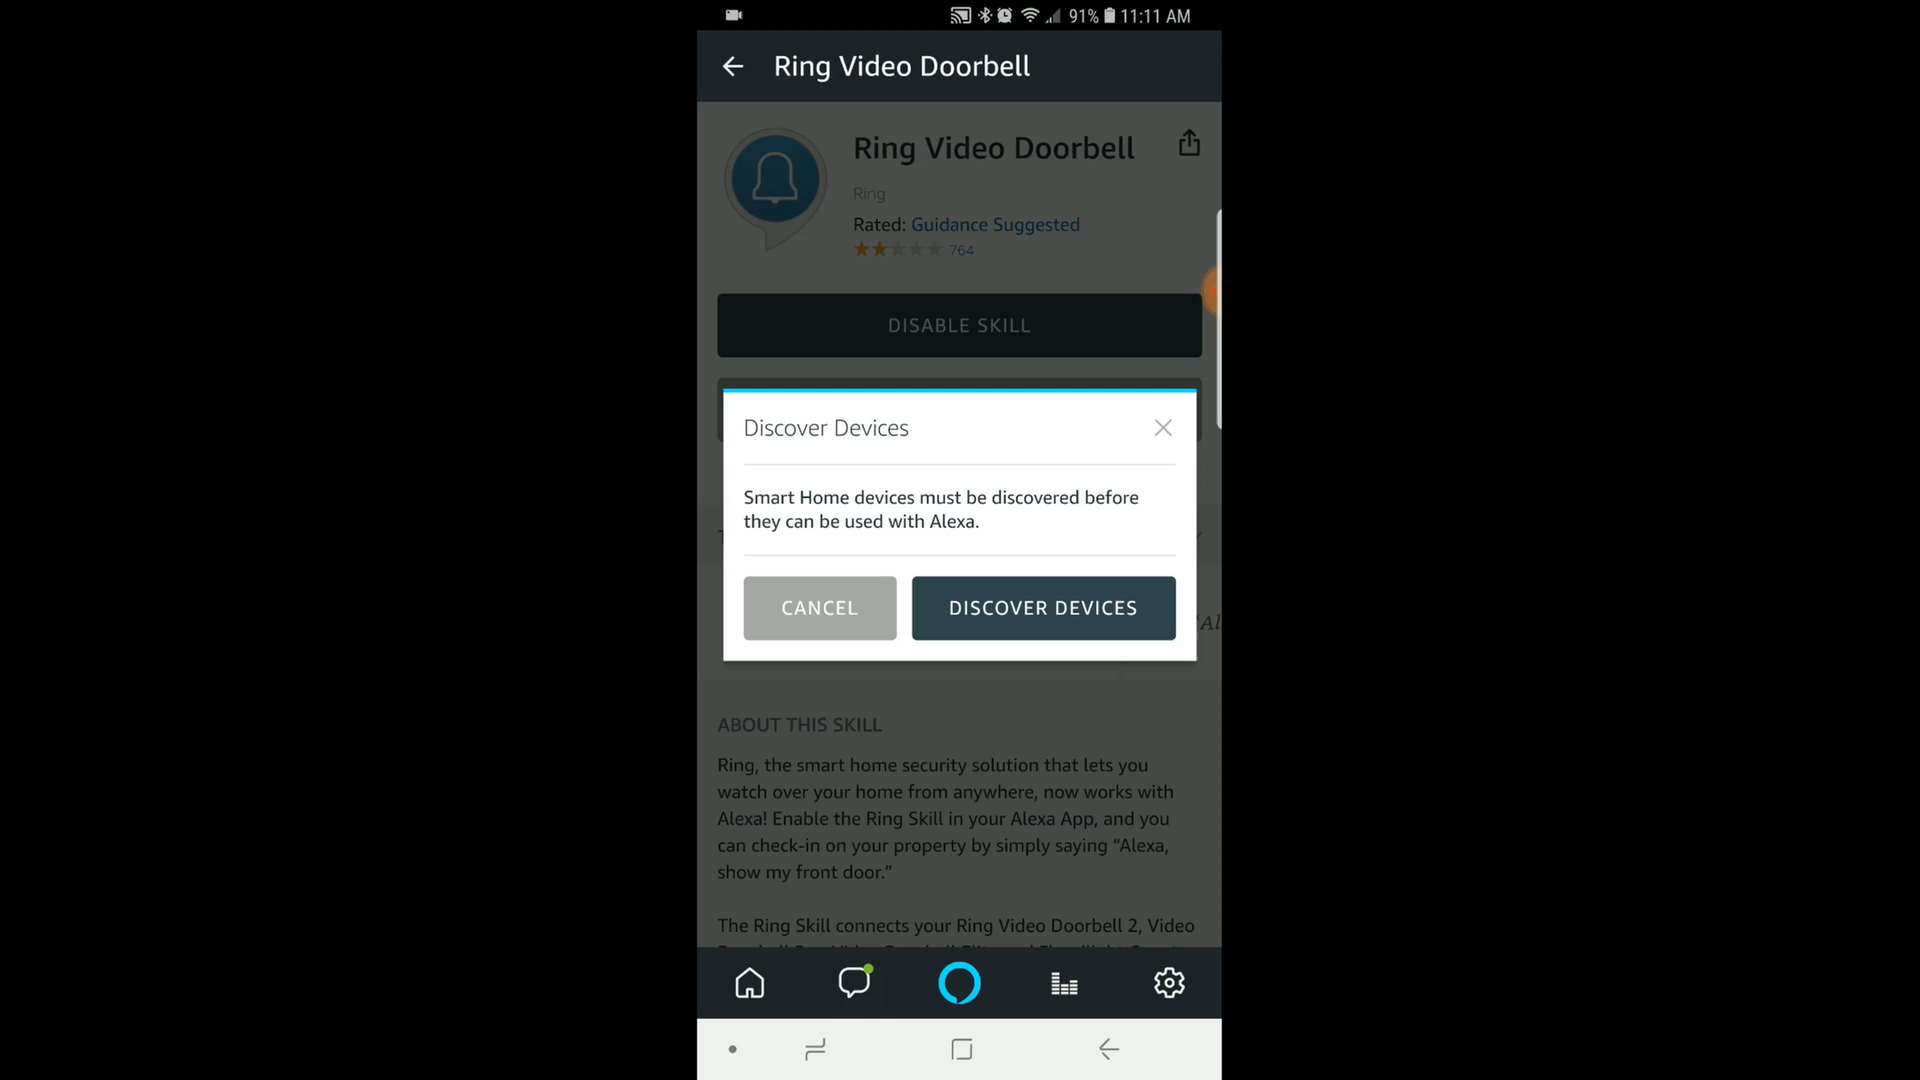 91% 11:11 AM
Ring Video Doorbell
Ring Video Doorbell
Ring
Rated: Guidance Suggested
764
DISABLE SKILL
Discover Devices
Smart Home devices must be discovered before
they can be used with Alexa.
CANCEL
DISCOVER DEVICES
ABOUT THIS SKILL
Ring, the smart home security solution that lets you
watch over your home from anywhere, now works with
Alexa! Enable the Ring Skill in your Alexa App, and you
can check-in on your property by simply saying “Alexa,
show my front door.”
The Ring Skill connects your Ring Video Doorbell 2, Video